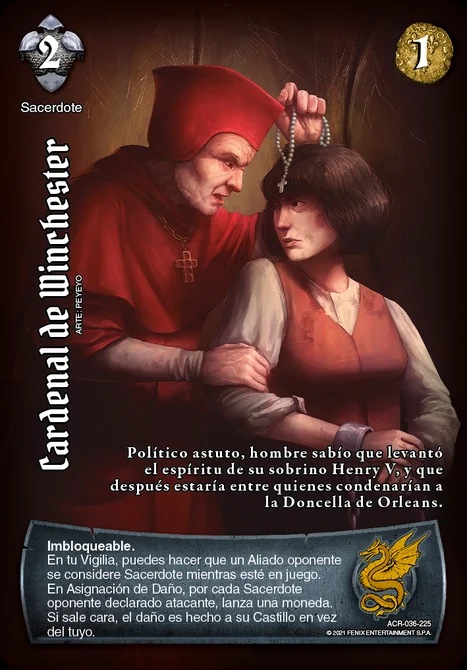 2
1
Sacerdote
Cardenal de Winchester
ARTE: PEYEYO
Político astuto, hombre sabío que levantó
el espíritu de su sobrino Henry V, y que
después estaría entre quienes condenarían a
la Doncella de Orleans.
Imbloqueable.
En tu Vigilia, puedes hacer que un Aliado oponente
se considere Sacerdote mientras esté en juego.
En Asignación de Daño, por cada Sacerdote
oponente declarado atacante, lanza una moneda.
Si sale cara, el daño es hecho a su Castillo en vez
del tuyo.
ACR-036-225
© 2021 FENIX ENTERTAINMENT S.P.A.